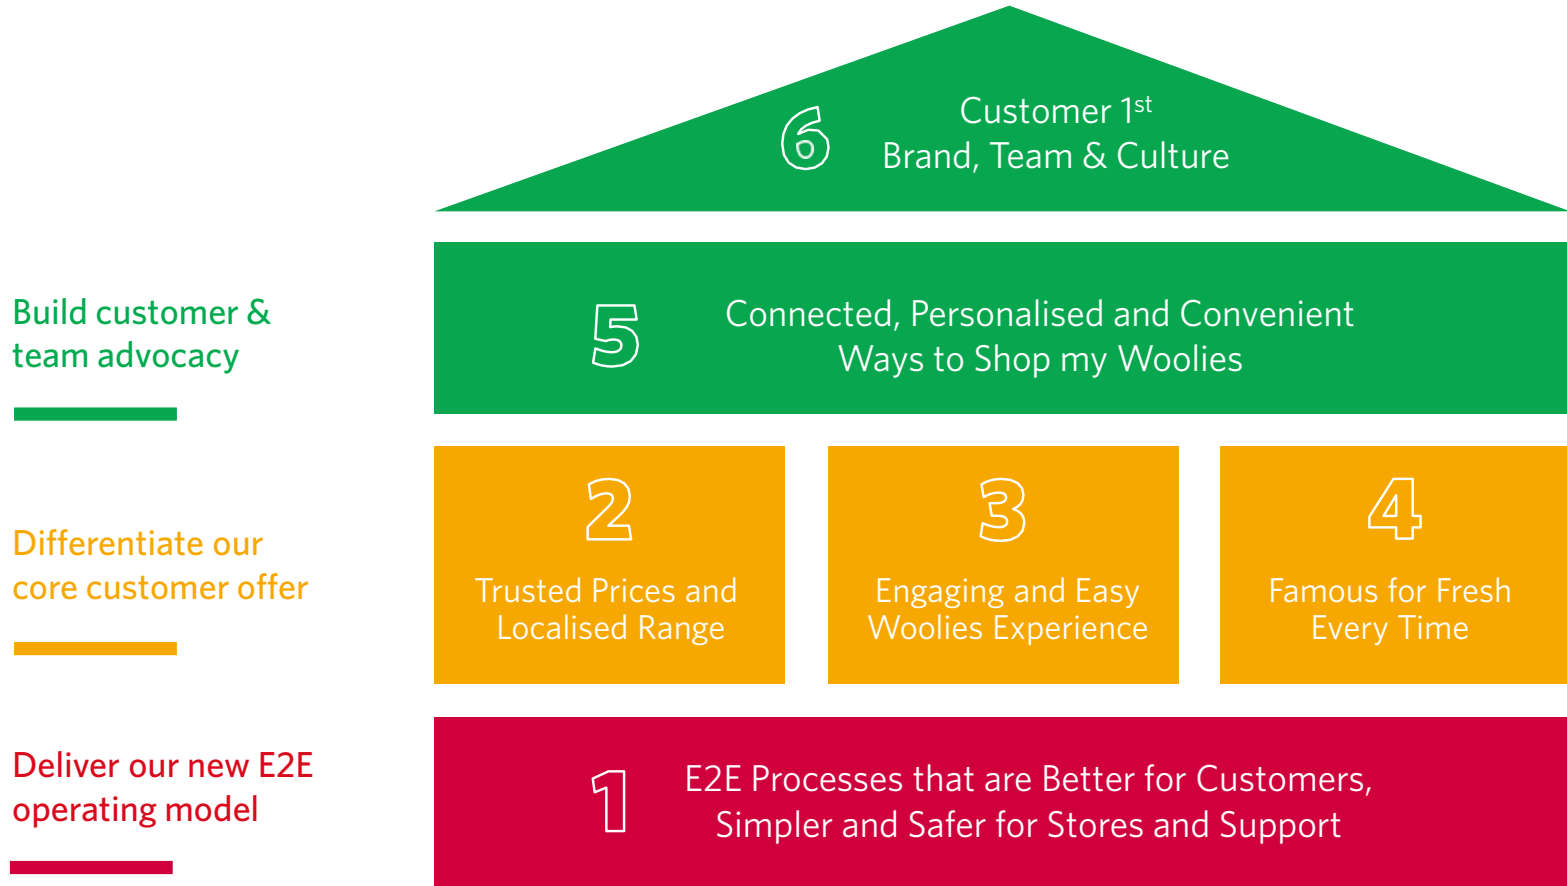 6
Customer 1st
Brand, Team & Culture
Build customer &
team advocacy
5
Connected, Personalised and Convenient
Ways to Shop my Woolies
Differentiate our
core customer offer
2
Trusted Prices and
Localised Range
3
Engaging and Easy
Woolies Experience
4
Famous for Fresh
Every Time
Deliver our new E2E
operating model
1
E2E Processes that are Better for Customers,
Simpler and Safer for Stores and Support